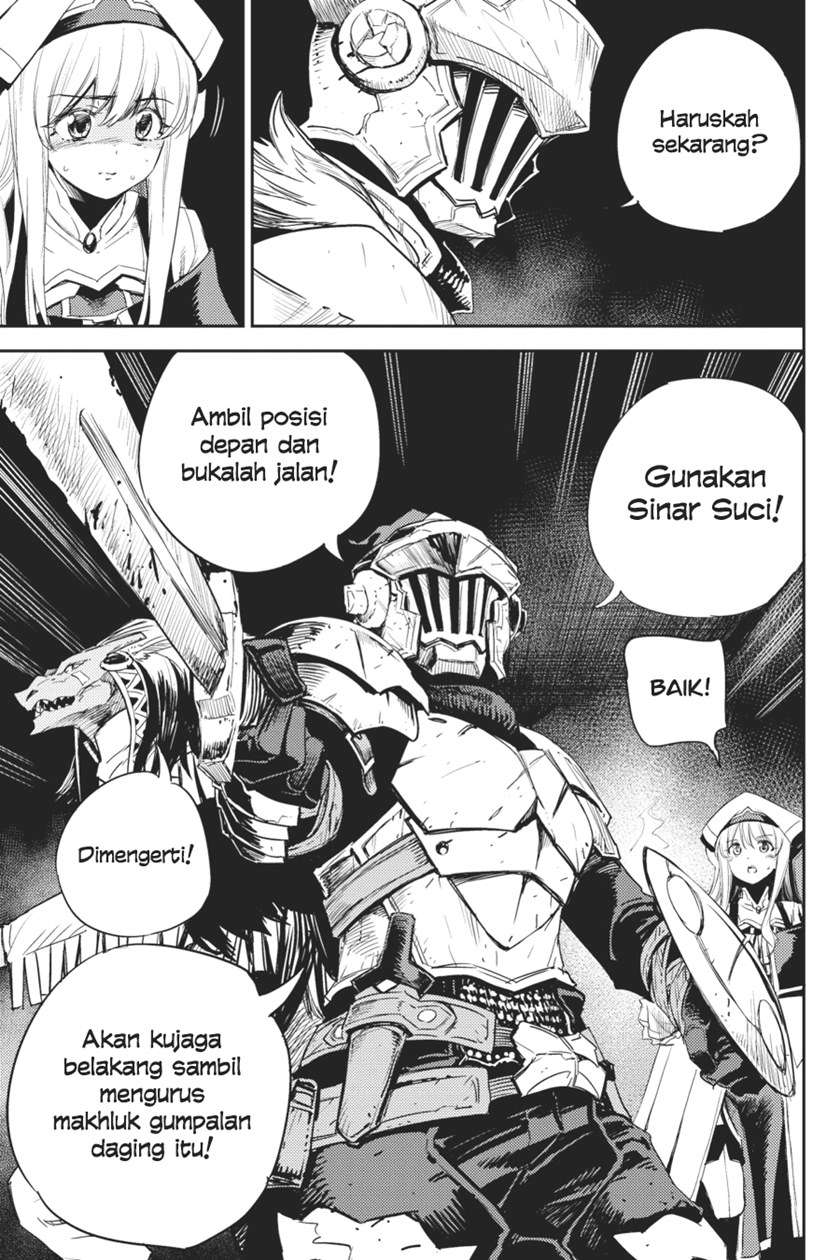 Haruskah
sekarang?
Gunakan
Sinar Suci!
BAIK!
Ambil posisi
depan dan
bukalah jalan!
Dimengerti!
Akan kujaga
belakang sambil
mengurus
makhluk gumpalan
daging itu!